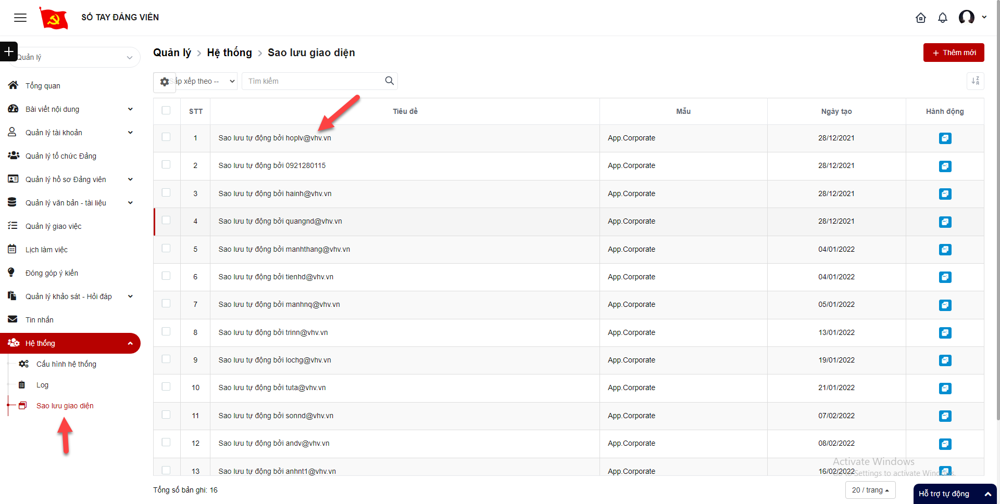 SỔ TAY ĐẢNG VIÊN
Quản lý
Tổng quan
Bài viết nội dung
Quản lý tài khoản
Quản lý tổ chức Đảng
Quản lý hồ sơ Đảng viên
Quản lý văn bản - tài liệu
Quản lý giao việc
Lịch làm việc
Đóng góp ý kiến
Quản lý khảo sát - Hỏi đáp
Tin nhắn
Hệ thống
Cấu hình hệ thống
Log
Sao lưu giao diện
Quản lý > Hệ thống > Sao lưu giao diện
+ Thêm mới
xếp theo --
Tìm kiếm
STT Tiêu đề Mẫu Ngày tạo Hành động
1 Sao lưu tự động bởi hoplv@vhv.vn App.Corporate 28/12/2021
2 Sao lưu tự động bởi 0921280115 App.Corporate 28/12/2021
3 Sao lưu tự động bởi hainh@vhv.vn App.Corporate 28/12/2021
4 Sao lưu tự động bởi quangnd@vhv.vn App.Corporate 28/12/2021
5 Sao lưu tự động bởi manhthang@vhv.vn App.Corporate 04/01/2022
6 Sao lưu tự động bởi tienhd@vhv.vn App.Corporate 04/01/2022
7 Sao lưu tự động bởi manhnq@vhv.vn App.Corporate 05/01/2022
8 Sao lưu tự động bởi trinn@vhv.vn App.Corporate 13/01/2022
9 Sao lưu tự động bởi lochg@vhv.vn App.Corporate 19/01/2022
10 Sao lưu tự động bởi tuta@vhv.vn App.Corporate 21/01/2022
11 Sao lưu tự động bởi sonnd@vhv.vn App.Corporate 07/02/2022
12 Sao lưu tự động bởi andv@vhv.vn App.Corporate 08/02/2022
13 Sao lưu tự động bởi anhnt1@vhv.vn App.Corporate 16/02/2022
Activate Windows
Go to Settings to activate Windows.
Tổng số bản ghi: 16
20 / trang
Hỗ trợ tự động